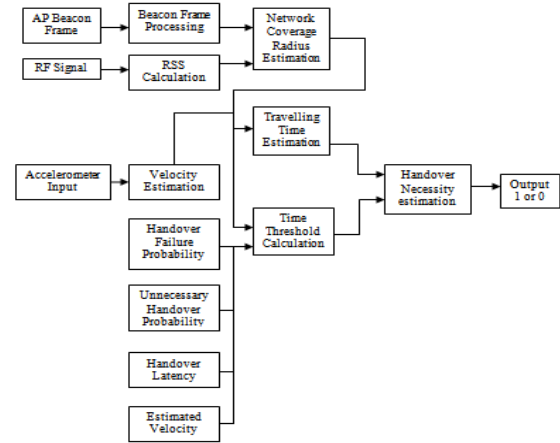 AP Beacon
Frame
Beacon Frame
Processing
Network
Coverage
Radius
Estimation
RF Signal
RSS
Calculation
Travelling
Time
Estimation
Accelerometer
Input
Velocity
Estimation
Handover
Necessity
estimation
Output
1 or 0
Handover
Failure
Probability
Time
Threshold
Calculation
Unnecessary
Handover
Probability
Handover
Latency
Estimated
Velocity